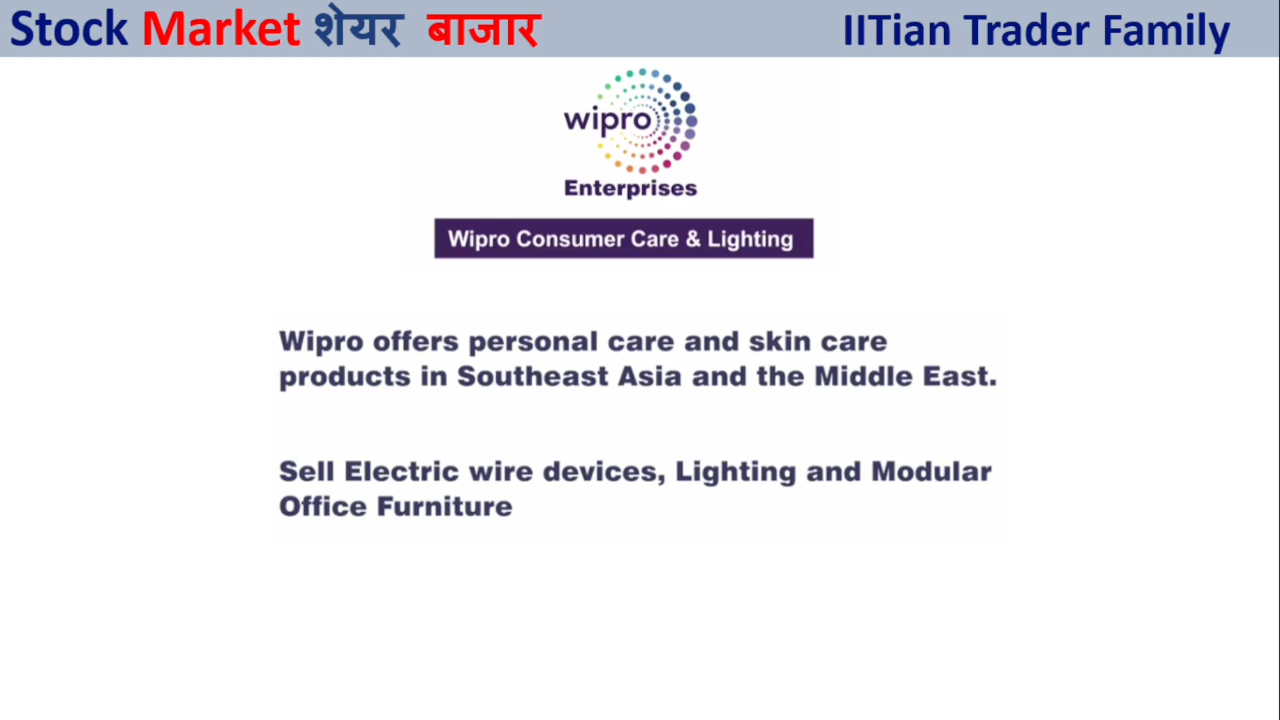 Stock Market शेयर बाजार
IITian Trader Family
wipro
Enterprises
Wipro Consumer Care & Lighting
Wipro offers personal care and skin care
products in Southeast Asia and the Middle East.
Sell Electric wire devices, Lighting and Modular
Office Furniture